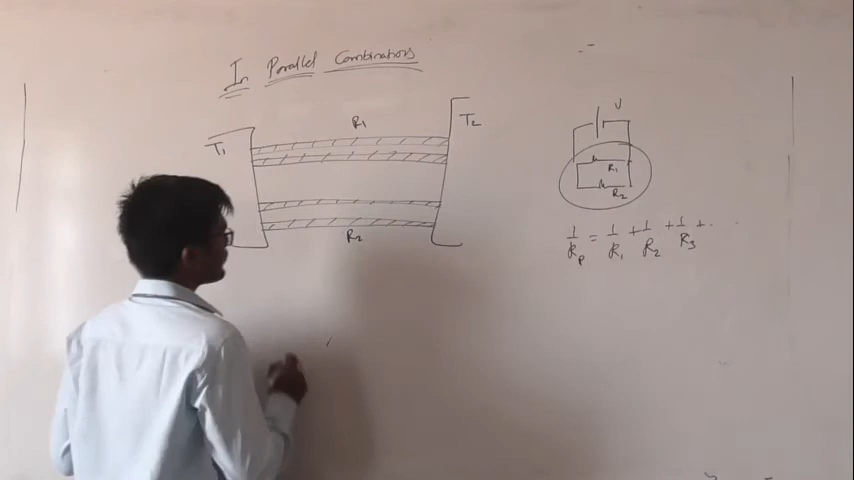 In Parallel Combinations
R1
T2
T1
R2
V
R1
R2
1/Rp = 1/R1 + 1/R2 + 1/R3 + ..